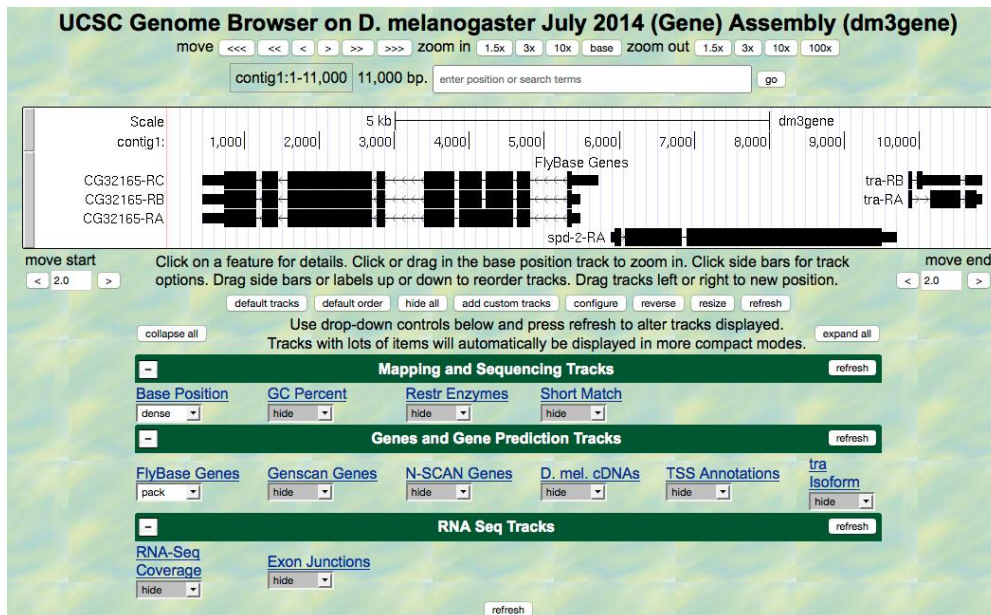 UCSC Genome Browser on D. melanogaster July 2014 (Gene) Assembly (dm3gene)
move <<< << < > >> >>> zoom in 1.5x 3x 10x base zoom out 1.5x 3x 10x 100x
contig1:1-11,000 11,000 bp. enter position or search terms go
Scale 5 kb dm3gene
contig1: 1,000 2,000 3,000 4,000 5,000 6,000 7,000 8,000 9,000 10,000
FlyBase Genes
CG32165-RC tra-RB
CG32165-RB tra-RA
CG32165-RA
spd-2-RA
move start Click on a feature for details. Click or drag in the base position track to zoom in. Click side bars for track move end
< 2.0 > options. Drag side bars or labels up or down to reorder tracks. Drag tracks left or right to new position. < 2.0 >
default tracks default order hide all add custom tracks configure reverse resize refresh
collapse all Use drop-down controls below and press refresh to alter tracks displayed. expand all
Tracks with lots of items will automatically be displayed in more compact modes.
- Mapping and Sequencing Tracks refresh
Base Position GC Percent Restr Enzymes Short Match
dense hide hide hide
- Genes and Gene Prediction Tracks refresh
FlyBase Genes Genscan Genes N-SCAN Genes D. mel. cDNAs TSS Annotations tra Isoform
pack hide hide hide hide hide
- RNA Seq Tracks refresh
RNA-Seq Coverage Exon Junctions
hide hide
refresh